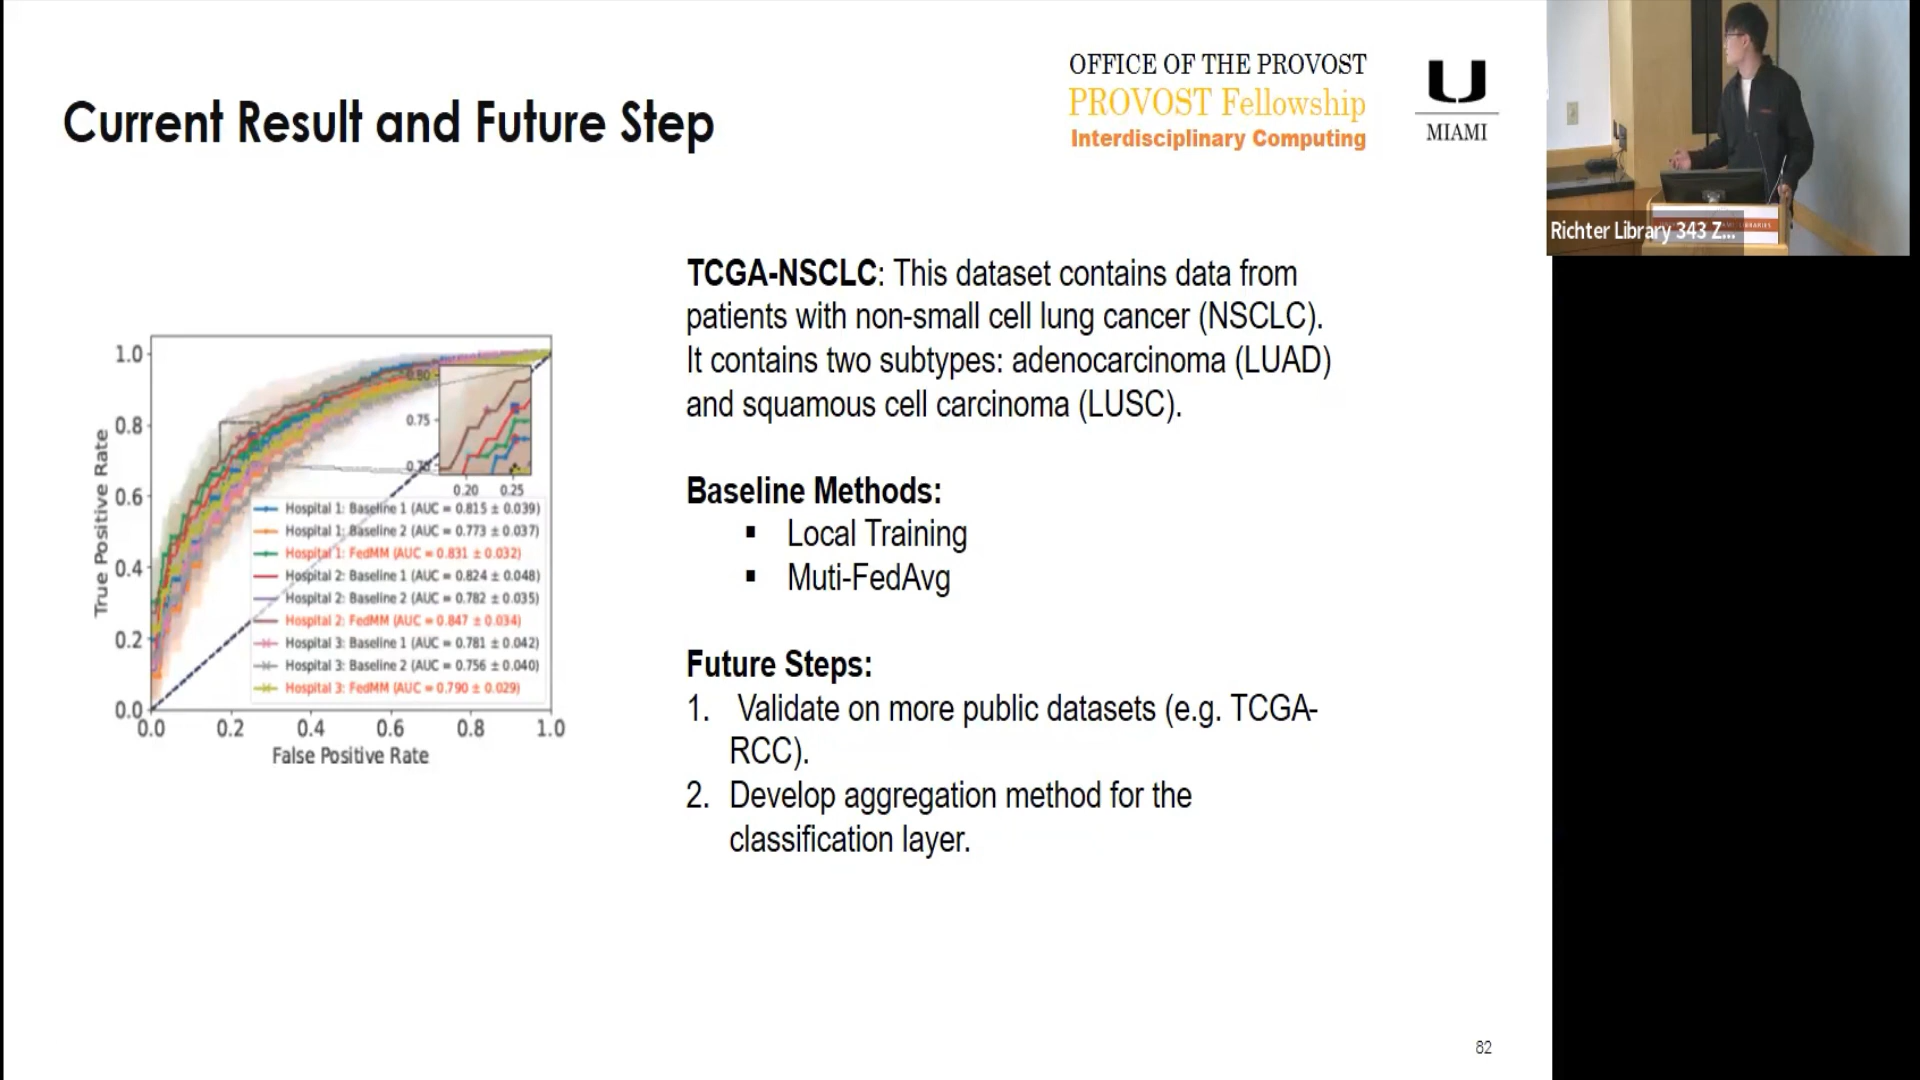 OFFICE OF THE PROVOST
PROVOST Fellowship
Interdisciplinary Computing
MIAMI
Current Result and Future Step
Richter Library 343 Z...
TCGA-NSCLC: This dataset contains data from
patients with non-small cell lung cancer (NSCLC).
It contains two subtypes: adenocarcinoma (LUAD)
and squamous cell carcinoma (LUSC).
Baseline Methods:
▪ Local Training
▪ Muti-FedAvg
Future Steps:
1. Validate on more public datasets (e.g. TCGA-
RCC).
2. Develop aggregation method for the
classification layer.
True Positive Rate
1.0
0.8
0.6
0.4
0.2
0.0
0.80
0.75
0.20 0.25
Hospital 1: Baseline 1 (AUC = 0.815 ± 0.039)
Hospital 1: Baseline 2 (AUC = 0.773 ± 0.037)
Hospital 1: FedMM (AUC = 0.831 ± 0.032)
Hospital 2: Baseline 1 (AUC = 0.824 ± 0.048)
Hospital 2: Baseline 2 (AUC = 0.782 ± 0.035)
Hospital 2: FedMM (AUC = 0.847 ± 0.034)
Hospital 3: Baseline 1 (AUC = 0.781 ± 0.042)
Hospital 3: Baseline 2 (AUC = 0.756 ± 0.040)
Hospital 3: FedMM (AUC = 0.790 ± 0.029)
0.0 0.2 0.4 0.6 0.8 1.0
False Positive Rate
82